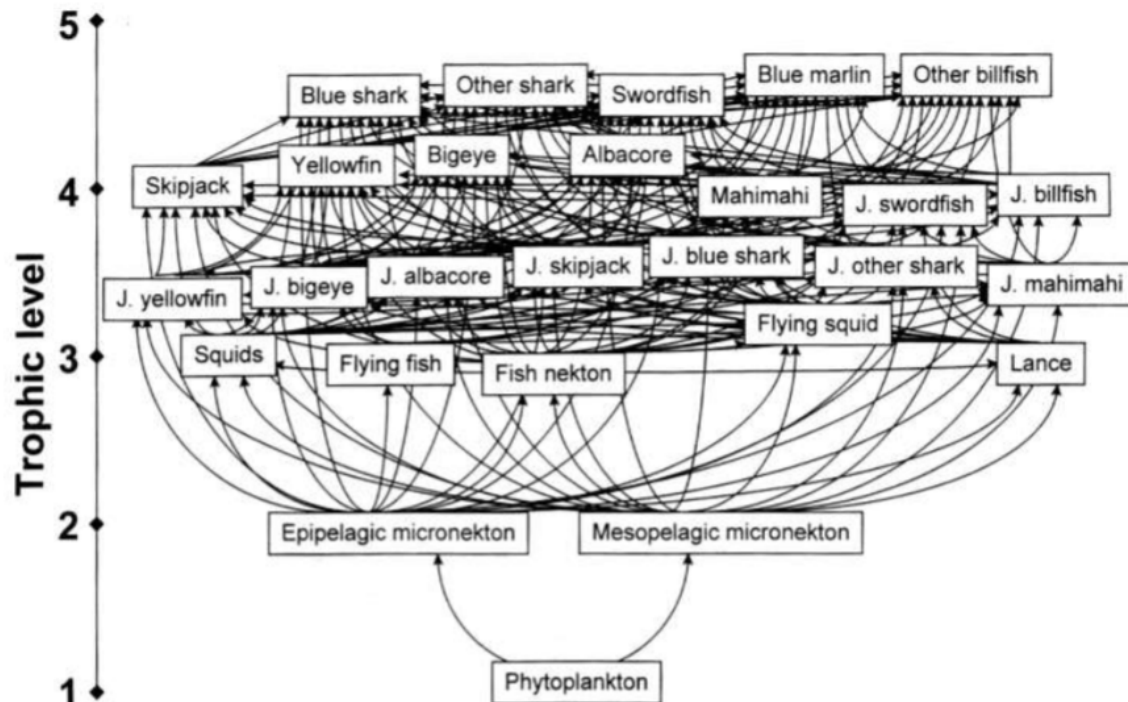 5
Blue shark
Other shark
Swordfish
Blue marlin
Other billfish
Skipjack
Yellowfin
Bigeye
Albacore
Mahimahi
J. swordfish
J. billfish
4
J. yellowfin
J. bigeye
J. albacore
J. skipjack
J. blue shark
J. other shark
J. mahimahi
Squids
Flying fish
Fish nekton
Flying squid
Lance
3
Trophic level
2
Epipelagic micronekton
Mesopelagic micronekton
Phytoplankton
1